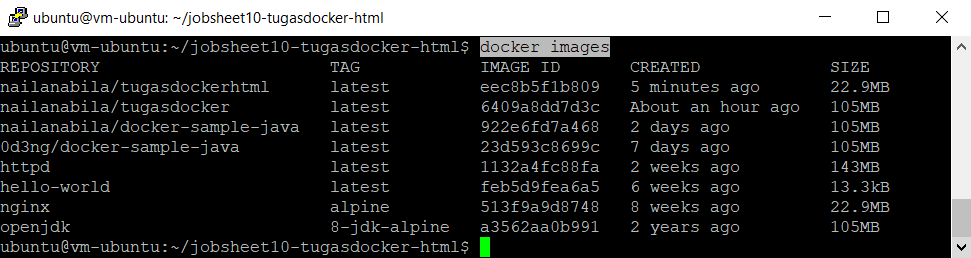 ubuntu@vm-ubuntu: ~/jobsheet10-tugasdocker-html
ubuntu@vm-ubuntu:~/jobsheet10-tugasdocker-html$ docker images
REPOSITORY TAG IMAGE ID CREATED SIZE
nailanabila/tugasdockerhtml latest eec8b5f1b809 5 minutes ago 22.9MB
nailanabila/tugasdocker latest 6409a8dd7d3c About an hour ago 105MB
nailanabila/docker-sample-java latest 922e6fd7a468 2 days ago 105MB
0d3ng/docker-sample-java latest 23d593c8699c 7 days ago 105MB
httpd latest 1132a4fc88fa 2 weeks ago 143MB
hello-world latest feb5d9fea6a5 6 weeks ago 13.3kB
nginx alpine 513f9a9d8748 8 weeks ago 22.9MB
openjdk 8-jdk-alpine a3562aa0b991 2 years ago 105MB
ubuntu@vm-ubuntu:~/jobsheet10-tugasdocker-html$